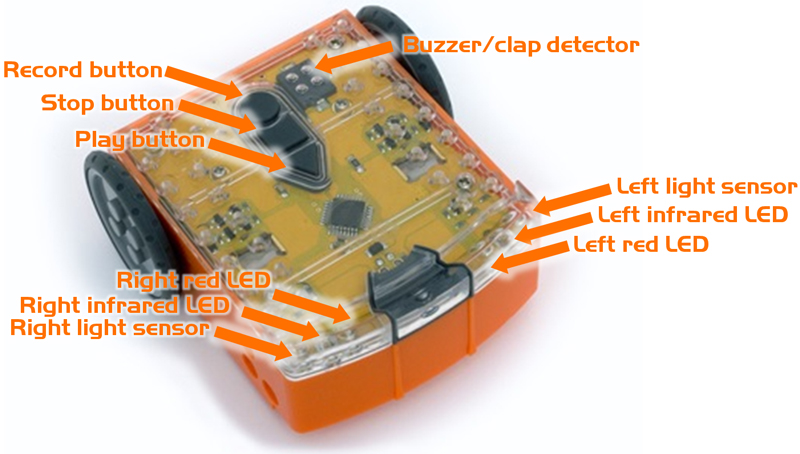 Buzzer/clap detector
Record button
Stop button
Play button
Left light sensor
Left infrared LED
Left red LED
Right red LED
Right infrared LED
Right light sensor